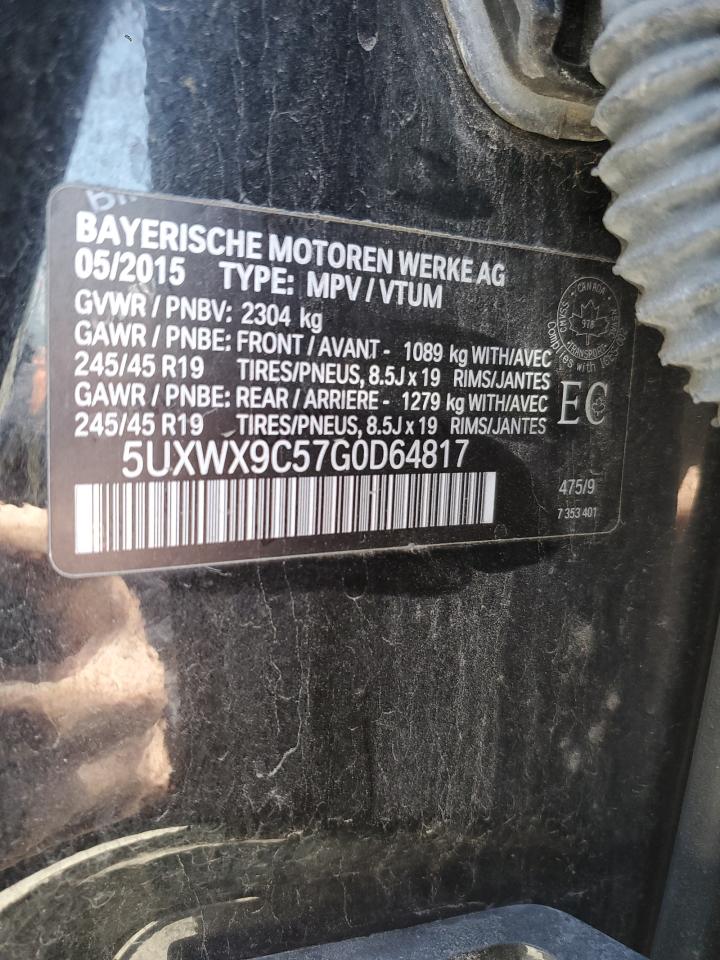 BAYERISCHE MOTOREN WERKE AG
05/2015 TYPE: MPV / VTUM
GVWR / PNBV: 2304 kg
GAWR / PNBE: FRONT / AVANT - 1089 kg WITH/AVEC
245/45 R19 TIRES/PNEUS, 8.5J x 19 RIMS/JANTES
GAWR / PNBE: REAR / ARRIERE - 1279 kg WITH/AVEC
245/45 R19 TIRES/PNEUS, 8.5J x 19 RIMS/JANTES
5UXWX9C57G0D64817
CANADA
TRANSPORT
EC
475/9
7 353 401